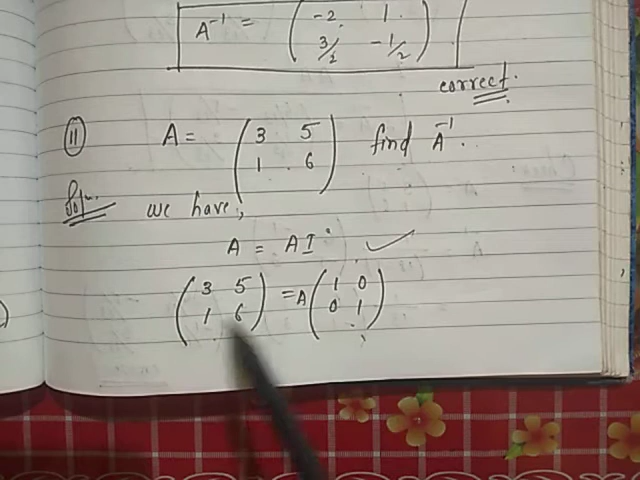 A⁻¹ = ( -2 1
3/2 -1/2 )
correct.
(11) A = ( 3 5
1 6 ) find A⁻¹.
Soln. we have,
A = AI
( 3 5
1 6 ) = A ( 1 0
0 1 )